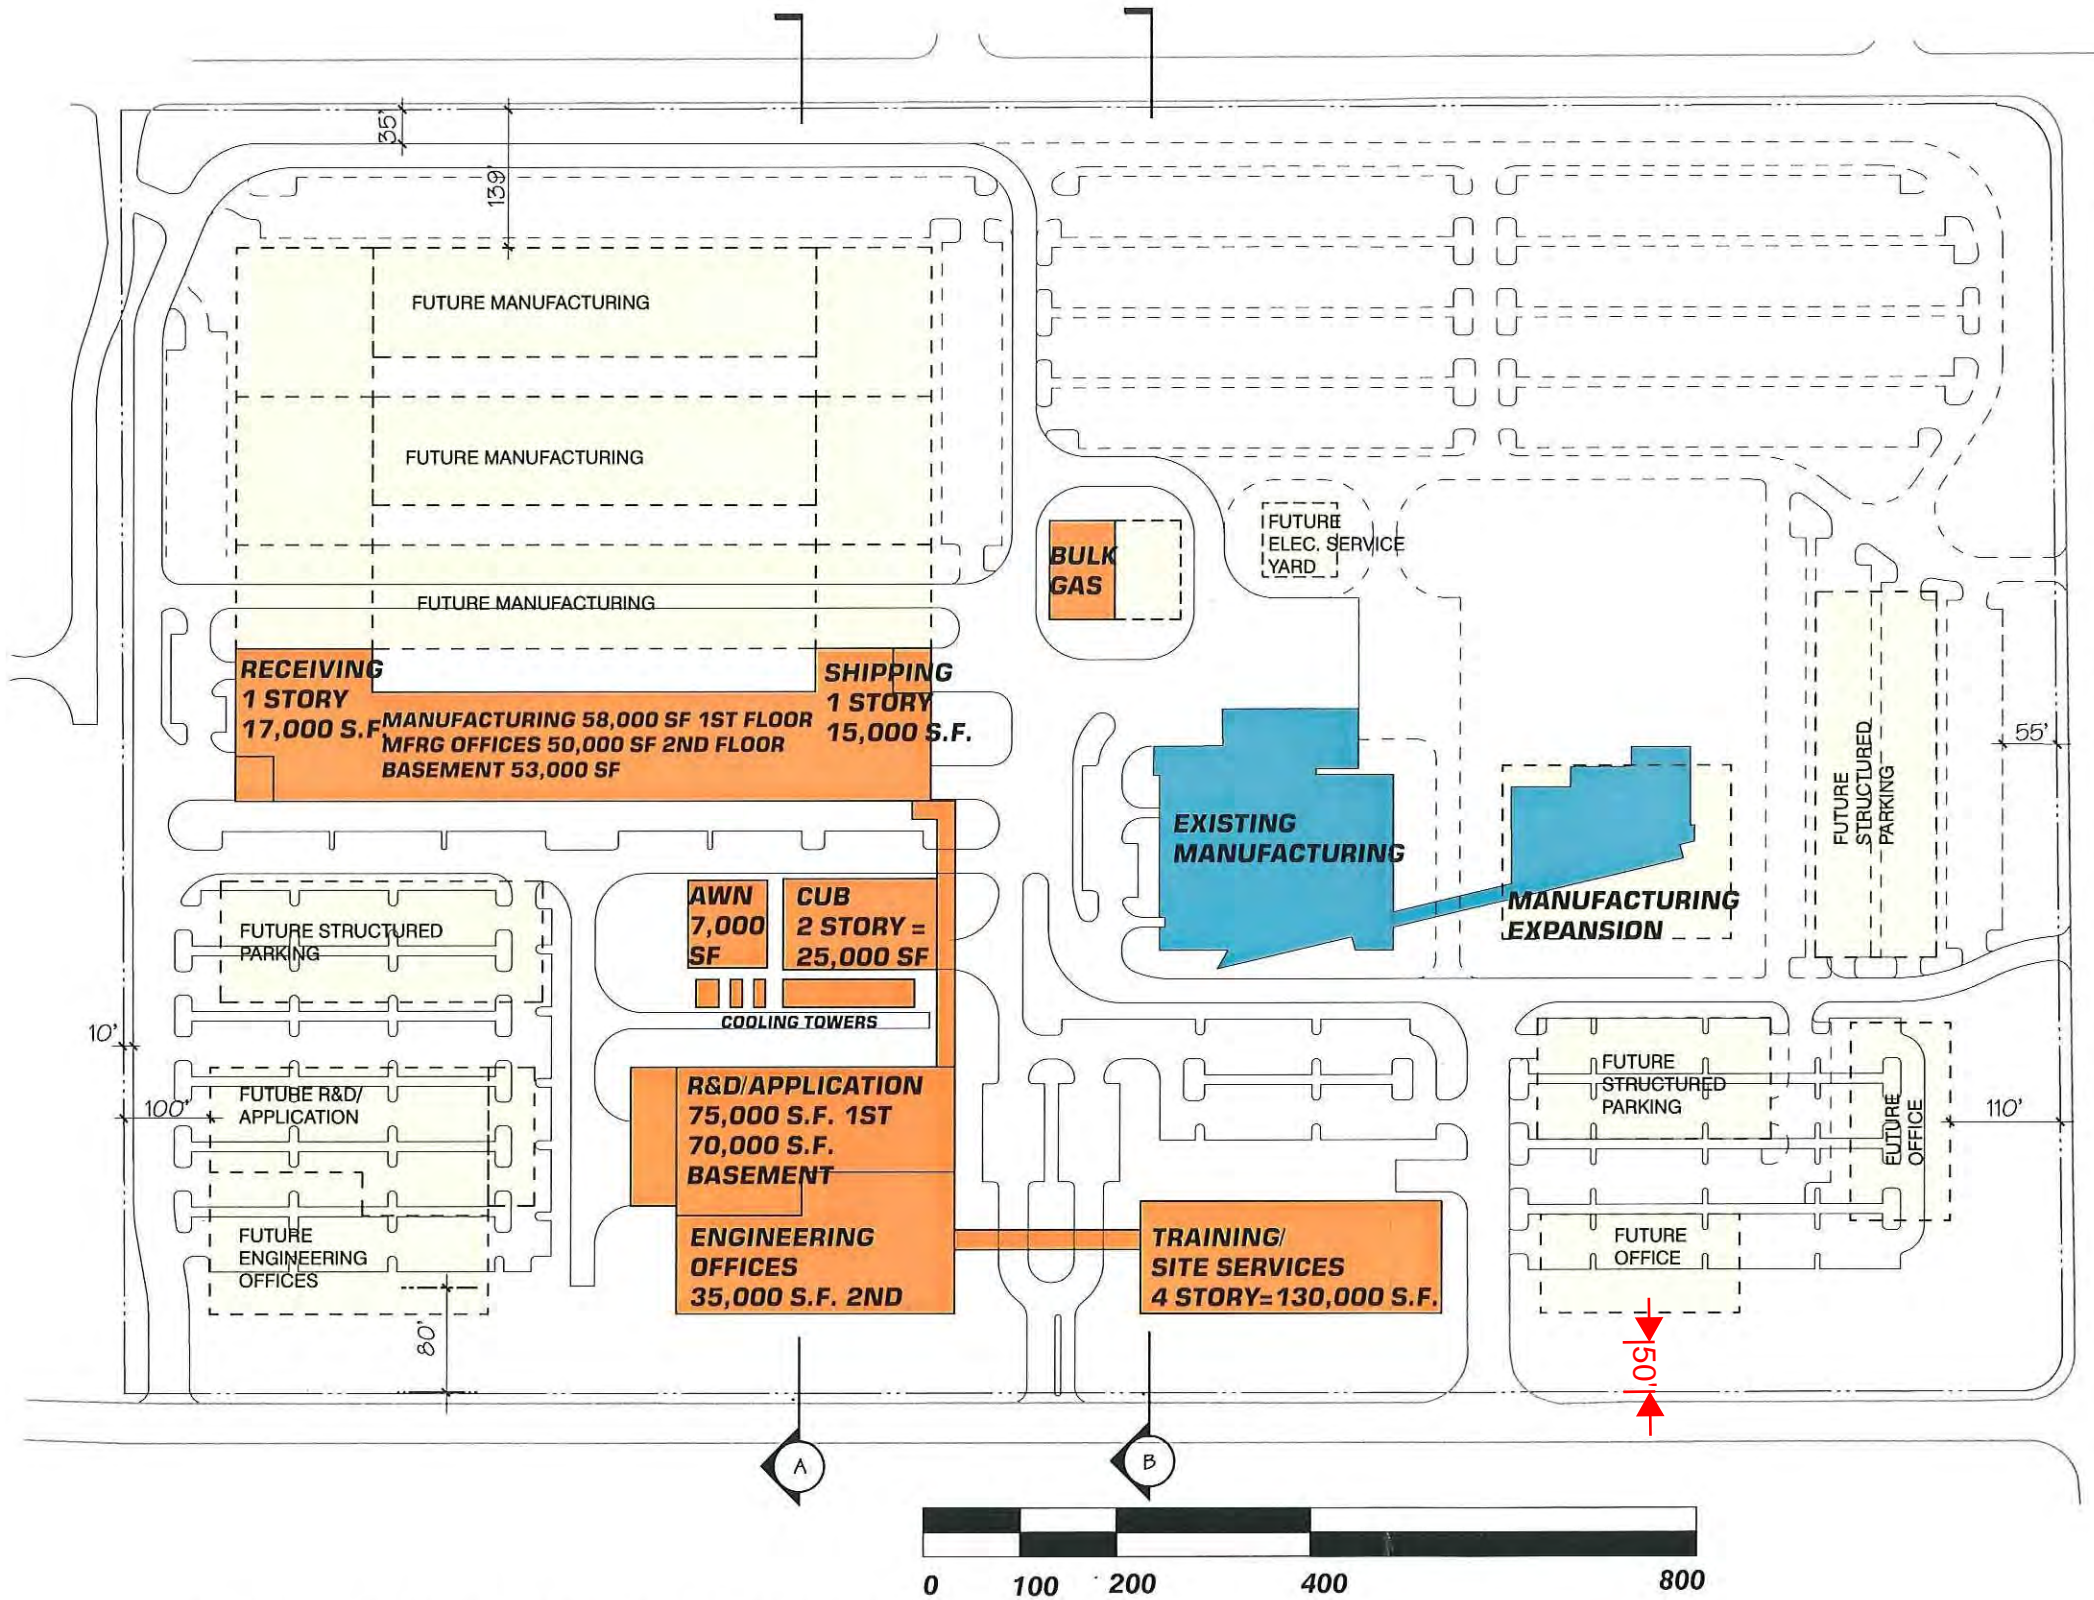 35'
139'
FUTURE MANUFACTURING
FUTURE MANUFACTURING
FUTURE MANUFACTURING
BULK
GAS
FUTURE
ELEC. SERVICE
YARD
RECEIVING
1 STORY
17,000 S.F.
MANUFACTURING 58,000 SF 1ST FLOOR
MFRG OFFICES 50,000 SF 2ND FLOOR
BASEMENT 53,000 SF
SHIPPING
1 STORY
15,000 S.F.
EXISTING
MANUFACTURING
MANUFACTURING
EXPANSION
FUTURE
STRUCTURED
PARKING
55'
FUTURE STRUCTURED
PARKING
AWN
7,000
SF
CUB
2 STORY =
25,000 SF
COOLING TOWERS
10'
100'
FUTURE R&D/
APPLICATION
FUTURE
ENGINEERING
OFFICES
80'
R&D/APPLICATION
75,000 S.F. 1ST
70,000 S.F.
BASEMENT
ENGINEERING
OFFICES
35,000 S.F. 2ND
TRAINING/
SITE SERVICES
4 STORY=130,000 S.F.
FUTURE
STRUCTURED
PARKING
FUTURE
OFFICE
110'
FUTURE
OFFICE
50'
A
B
0 100 200 400 800